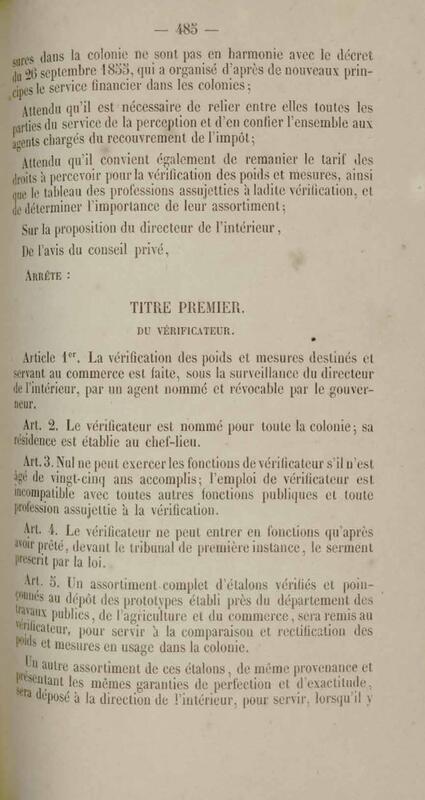 — 485 —
sures dans la colonie ne sont pas en harmonie avec le décret
du 26 septembre 1855, qui a organisé d'après de nouveaux prin-
cipes le service financier dans les colonies;
Attendu qu'il est nécessaire de relier entre elles toutes les
parties du service de la perception et d'en confier l'ensemble aux
agents chargés du recouvrement de l'impôt;
Attendu qu'il convient également de remanier le tarif des
droits à percevoir pour la vérification des poids et mesures, ainsi
que le tableau des professions assujetties à ladite vérification, et
de déterminer l'importance de leur assortiment;
Sur la proposition du directeur de l'intérieur,
De l'avis du conseil privé,
ARRÊTE :
TITRE PREMIER.
DU VÉRIFICATEUR.
Article 1er. La vérification des poids et mesures destinés et
servant au commerce est faite, sous la surveillance du directeur
de l'intérieur, par un agent nommé et révocable par le gouver-
neur.
Art. 2. Le vérificateur est nommé pour toute la colonie; sa
résidence est établie au chef-lieu.
Art. 3. Nul ne peut exercer les fonctions de vérificateur s'il n'est
âgé de vingt-cinq ans accomplis; l'emploi de vérificateur est
incompatible avec toutes autres fonctions publiques et toute
profession assujettie à la vérification.
Art. 4. Le vérificateur ne peut entrer en fonctions qu'après
avoir prêté, devant le tribunal de première instance, le serment
prescrit par la loi.
Art. 5. Un assortiment complet d'étalons vérifiés et poin-
çonnés au dépôt des prototypes établi près du département des
travaux publics, de l'agriculture et du commerce, sera remis au
vérificateur, pour servir à la comparaison et rectification des
poids et mesures en usage dans la colonie.
Un autre assortiment de ces étalons, de même provenance et
présentant les mêmes garanties de perfection et d'exactitude,
sera déposé à la direction de l'intérieur, pour servir, lorsqu'il y